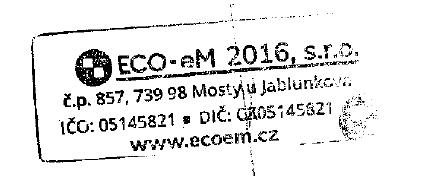 ECO-eM 2016, s.r.o.
č.p. 857, 739 98 Mosty u Jablunkova
IČO: 05145821 ▪ DIČ: CZ05145821
www.ecoem.cz